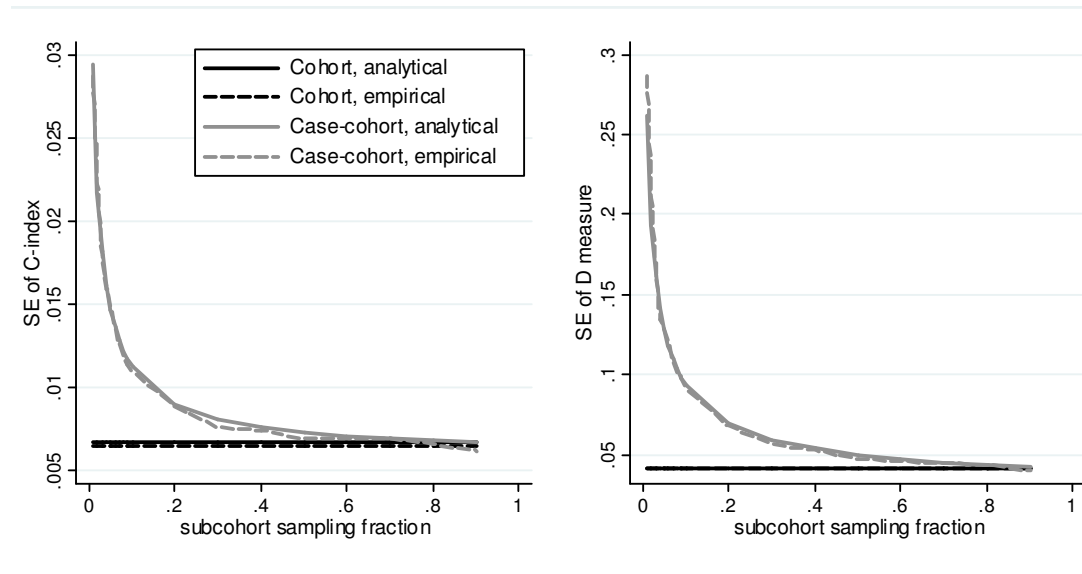 SE of C-index
.03
.025
.02
.015
.01
.005
Cohort, analytical
Cohort, empirical
Case-cohort, analytical
Case-cohort, empirical
0 .2 .4 .6 .8 1
subcohort sampling fraction
SE of D measure
.3
.25
.2
.15
.1
.05
0 .2 .4 .6 .8 1
subcohort sampling fraction